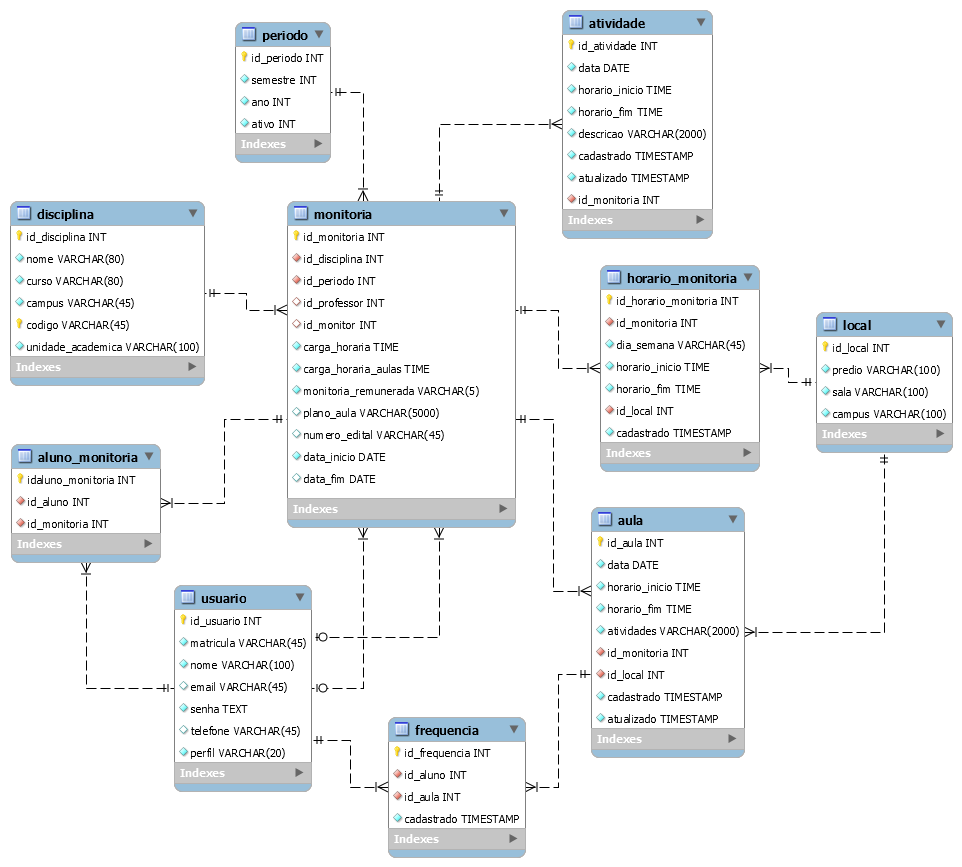 periodo
id_periodo INT
semestre INT
ano INT
ativo INT
Indexes
atividade
id_atividade INT
data DATE
horario_inicio TIME
horario_fim TIME
descricao VARCHAR(2000)
cadastrado TIMESTAMP
atualizado TIMESTAMP
id_monitoria INT
Indexes
disciplina
id_disciplina INT
nome VARCHAR(80)
curso VARCHAR(80)
campus VARCHAR(45)
codigo VARCHAR(45)
unidade_academica VARCHAR(100)
Indexes
monitoria
id_monitoria INT
id_disciplina INT
id_periodo INT
id_professor INT
id_monitor INT
carga_horaria TIME
carga_horaria_aulas TIME
monitoria_remunerada VARCHAR(5)
plano_aula VARCHAR(5000)
numero_edital VARCHAR(45)
data_inicio DATE
data_fim DATE
Indexes
horario_monitoria
id_horario_monitoria INT
id_monitoria INT
dia_semana VARCHAR(45)
horario_inicio TIME
horario_fim TIME
id_local INT
cadastrado TIMESTAMP
Indexes
local
id_local INT
predio VARCHAR(100)
sala VARCHAR(100)
campus VARCHAR(100)
Indexes
aluno_monitoria
idaluno_monitoria INT
id_aluno INT
id_monitoria INT
Indexes
aula
id_aula INT
data DATE
horario_inicio TIME
horario_fim TIME
atividades VARCHAR(2000)
id_monitoria INT
id_local INT
cadastrado TIMESTAMP
atualizado TIMESTAMP
Indexes
usuario
id_usuario INT
matricula VARCHAR(45)
nome VARCHAR(100)
email VARCHAR(45)
senha TEXT
telefone VARCHAR(45)
perfil VARCHAR(20)
Indexes
frequencia
id_frequencia INT
id_aluno INT
id_aula INT
cadastrado TIMESTAMP
Indexes